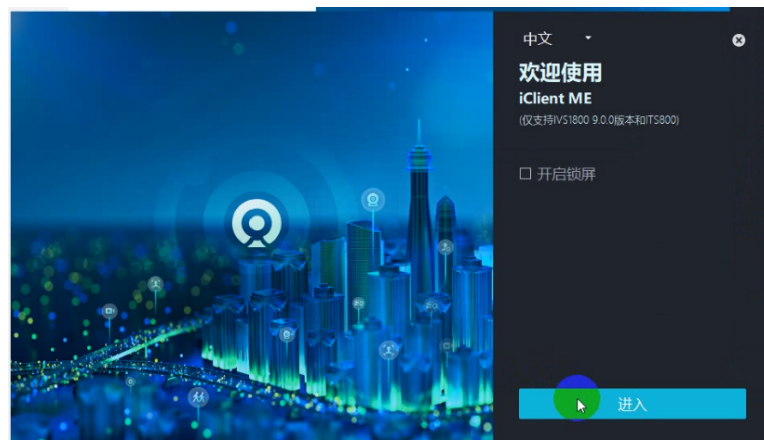 中文
欢迎使用
iClient ME
(仅支持IVS1800 9.0.0版本和ITS800)
开启锁屏
进入